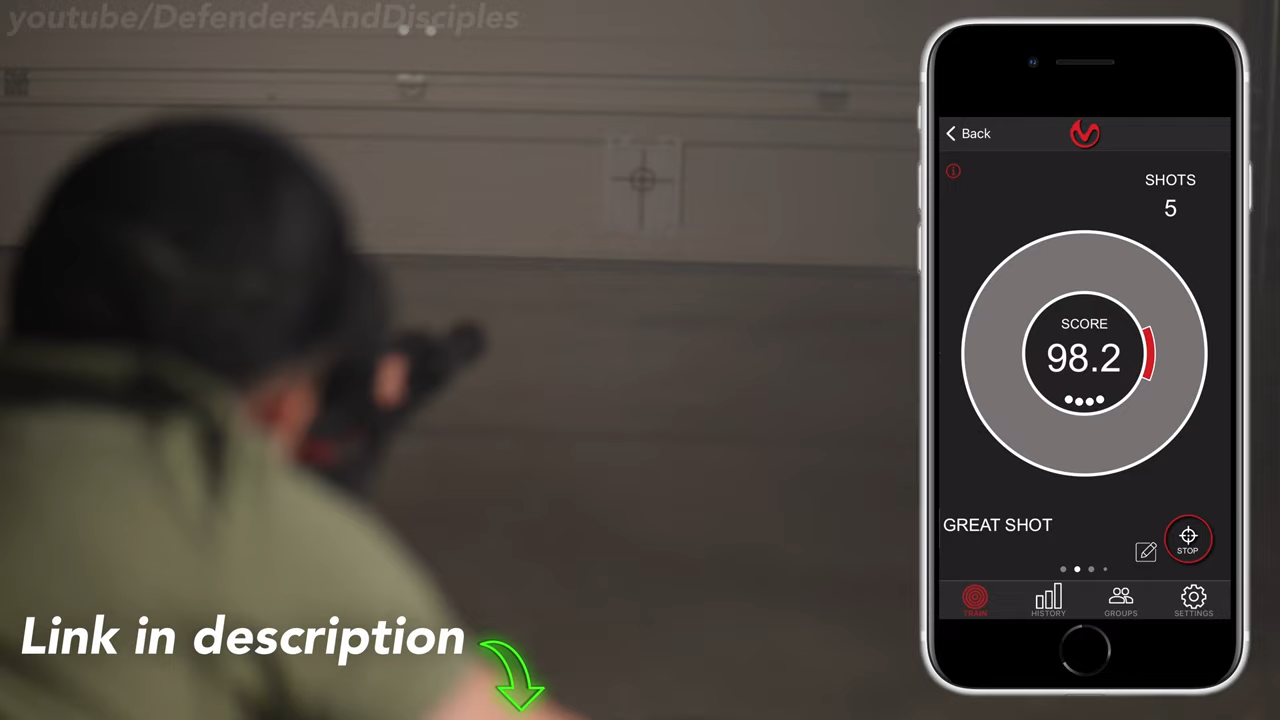 youtube/DefendersAndDisciples
Back
SHOTS
5
SCORE
98.2
GREAT SHOT
STOP
TRAIN
HISTORY
GROUPS
SETTINGS
Link in description